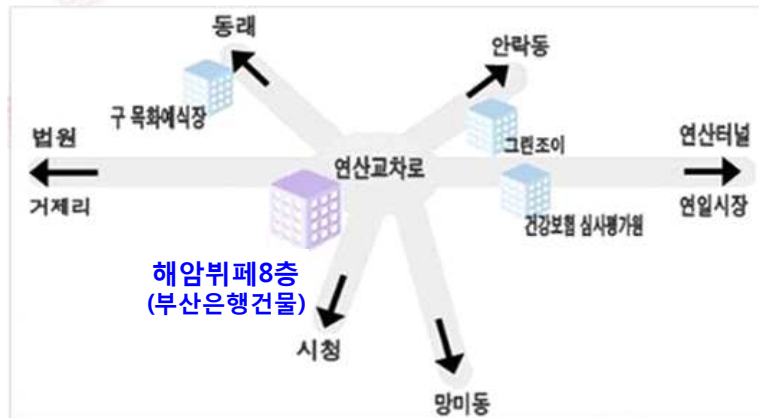 동래
안락동
구 목화예식장
법원
연산교차로
그린조이
연산터널
거제리
건강보험 심사평가원
연일시장
해암뷔페8층
(부산은행건물)
시청
망미동